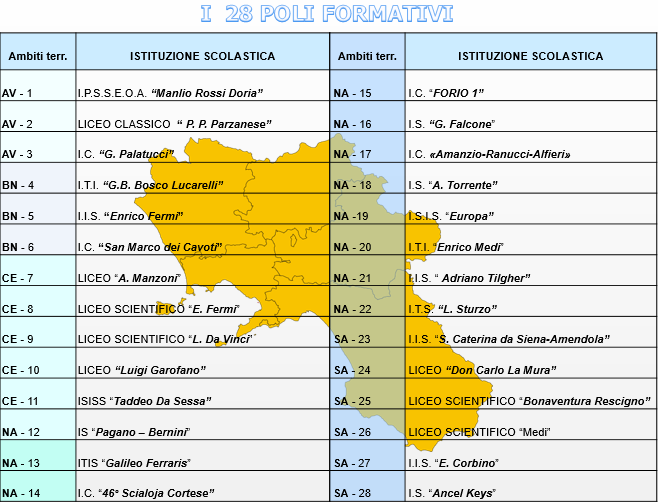 I 28 POLI FORMATIVI
Ambiti terr. ISTITUZIONE SCOLASTICA Ambiti terr. ISTITUZIONE SCOLASTICA
AV - 1 I.P.S.S.E.O.A. “Manlio Rossi Doria” NA - 15 I.C. “FORIO 1”
AV - 2 LICEO CLASSICO “ P. P. Parzanese” NA - 16 I.S. “G. Falcone”
AV - 3 I.C. “G. Palatucci” NA - 17 I.C. «Amanzio-Ranucci-Alfieri»
BN - 4 I.T.I. “G.B. Bosco Lucarelli” NA - 18 I.S. “A. Torrente”
BN - 5 I.I.S. “Enrico Fermi” NA -19 I.S.I.S. “Europa”
BN - 6 I.C. “San Marco dei Cavoti” NA - 20 I.T.I. “Enrico Medi”
CE - 7 LICEO “A. Manzoni” NA - 21 I.I.S. “ Adriano Tilgher”
CE - 8 LICEO SCIENTIFICO “E. Fermi” NA - 22 I.T.S. “L. Sturzo”
CE - 9 LICEO SCIENTIFICO “L. Da Vinci” SA - 23 I.I.S. “S. Caterina da Siena-Amendola”
CE - 10 LICEO “Luigi Garofano” SA - 24 LICEO “Don Carlo La Mura”
CE - 11 ISISS “Taddeo Da Sessa” SA - 25 LICEO SCIENTIFICO “Bonaventura Rescigno”
NA - 12 IS “Pagano – Bernini” SA - 26 LICEO SCIENTIFICO “Medi”
NA - 13 ITIS “Galileo Ferraris” SA - 27 I.I.S. “E. Corbino”
NA - 14 I.C. “46° Scialoja Cortese” SA - 28 I.S. “Ancel Keys”